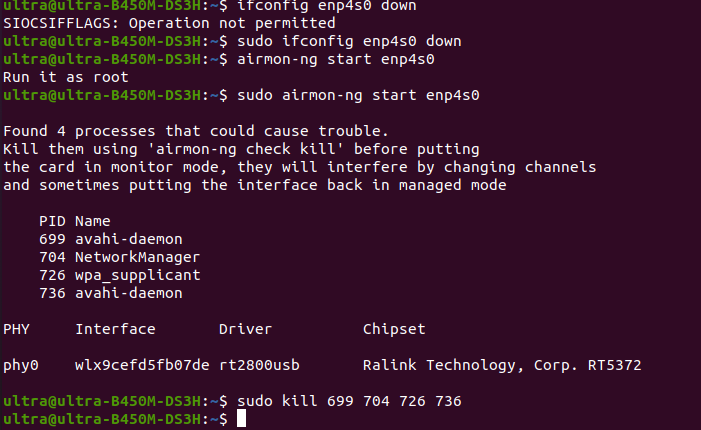 ultra@ultra-B450M-DS3H:~$ ifconfig enp4s0 down
SIOCSIFFLAGS: Operation not permitted
ultra@ultra-B450M-DS3H:~$ sudo ifconfig enp4s0 down
ultra@ultra-B450M-DS3H:~$ airmon-ng start enp4s0
Run it as root
ultra@ultra-B450M-DS3H:~$ sudo airmon-ng start enp4s0
Found 4 processes that could cause trouble.
Kill them using 'airmon-ng check kill' before putting
the card in monitor mode, they will interfere by changing channels
and sometimes putting the interface back in managed mode
PID Name
699 avahi-daemon
704 NetworkManager
726 wpa_supplicant
736 avahi-daemon
PHY Interface Driver Chipset
phy0 wlx9cefd5fb07de rt2800usb Ralink Technology, Corp. RT5372
ultra@ultra-B450M-DS3H:~$ sudo kill 699 704 726 736
ultra@ultra-B450M-DS3H:~$